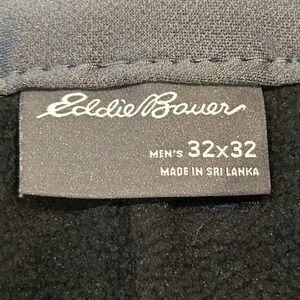 Eddie Bauer
MEN'S 32x32
MADE IN SRI LANKA